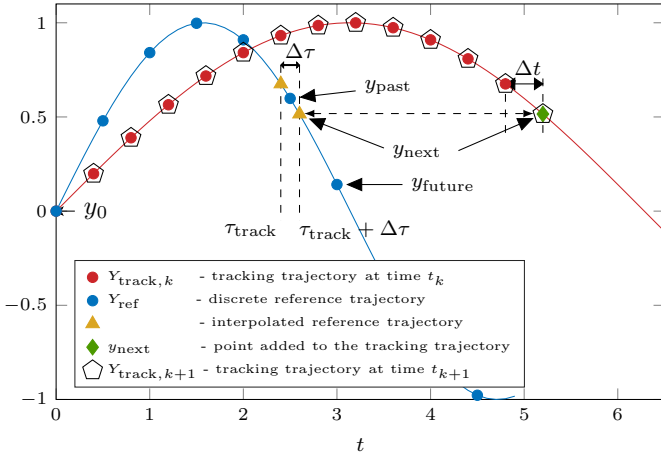 1
Δτ
y_past
Δt
0.5
y_next
y_future
0
y_0
τ_track
τ_track + Δτ
Y_track,k - tracking trajectory at time t_k
Y_ref - discrete reference trajectory
- interpolated reference trajectory
y_next - point added to the tracking trajectory
Y_track,k+1 - tracking trajectory at time t_k+1
−0.5
−1
0 1 2 3 4 5 6
t